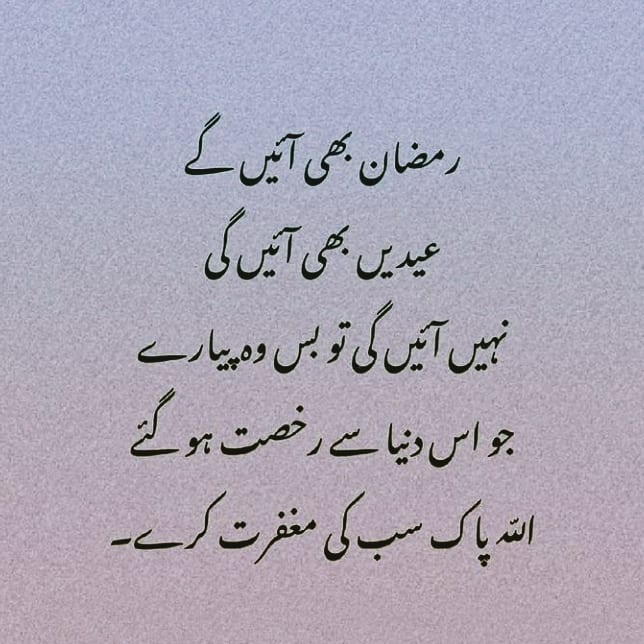 رمضان بھی آئیں گے
عیدیں بھی آئیں گی
نہیں آئیں گی تو بس وہ پیارے
جو اس دنیا سے رخصت ہو گئے
اللہ پاک سب کی مغفرت کرے۔